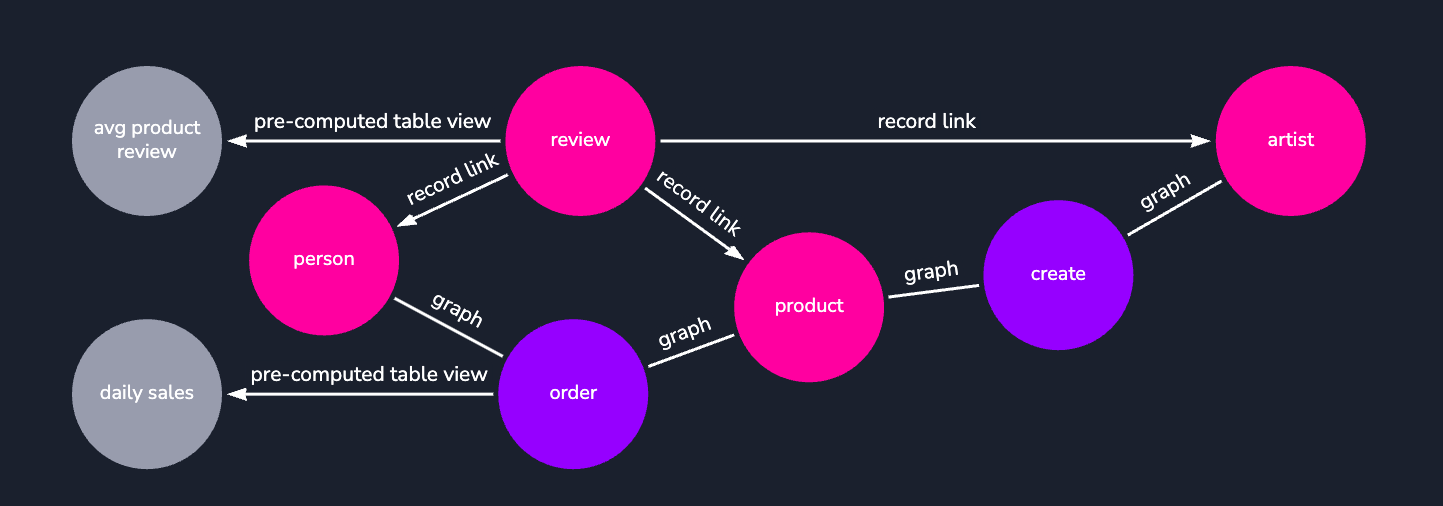 avg product
review
pre-computed table view
review
record link
artist
record link
record link
graph
person
graph
product
graph
create
graph
daily sales
pre-computed table view
order